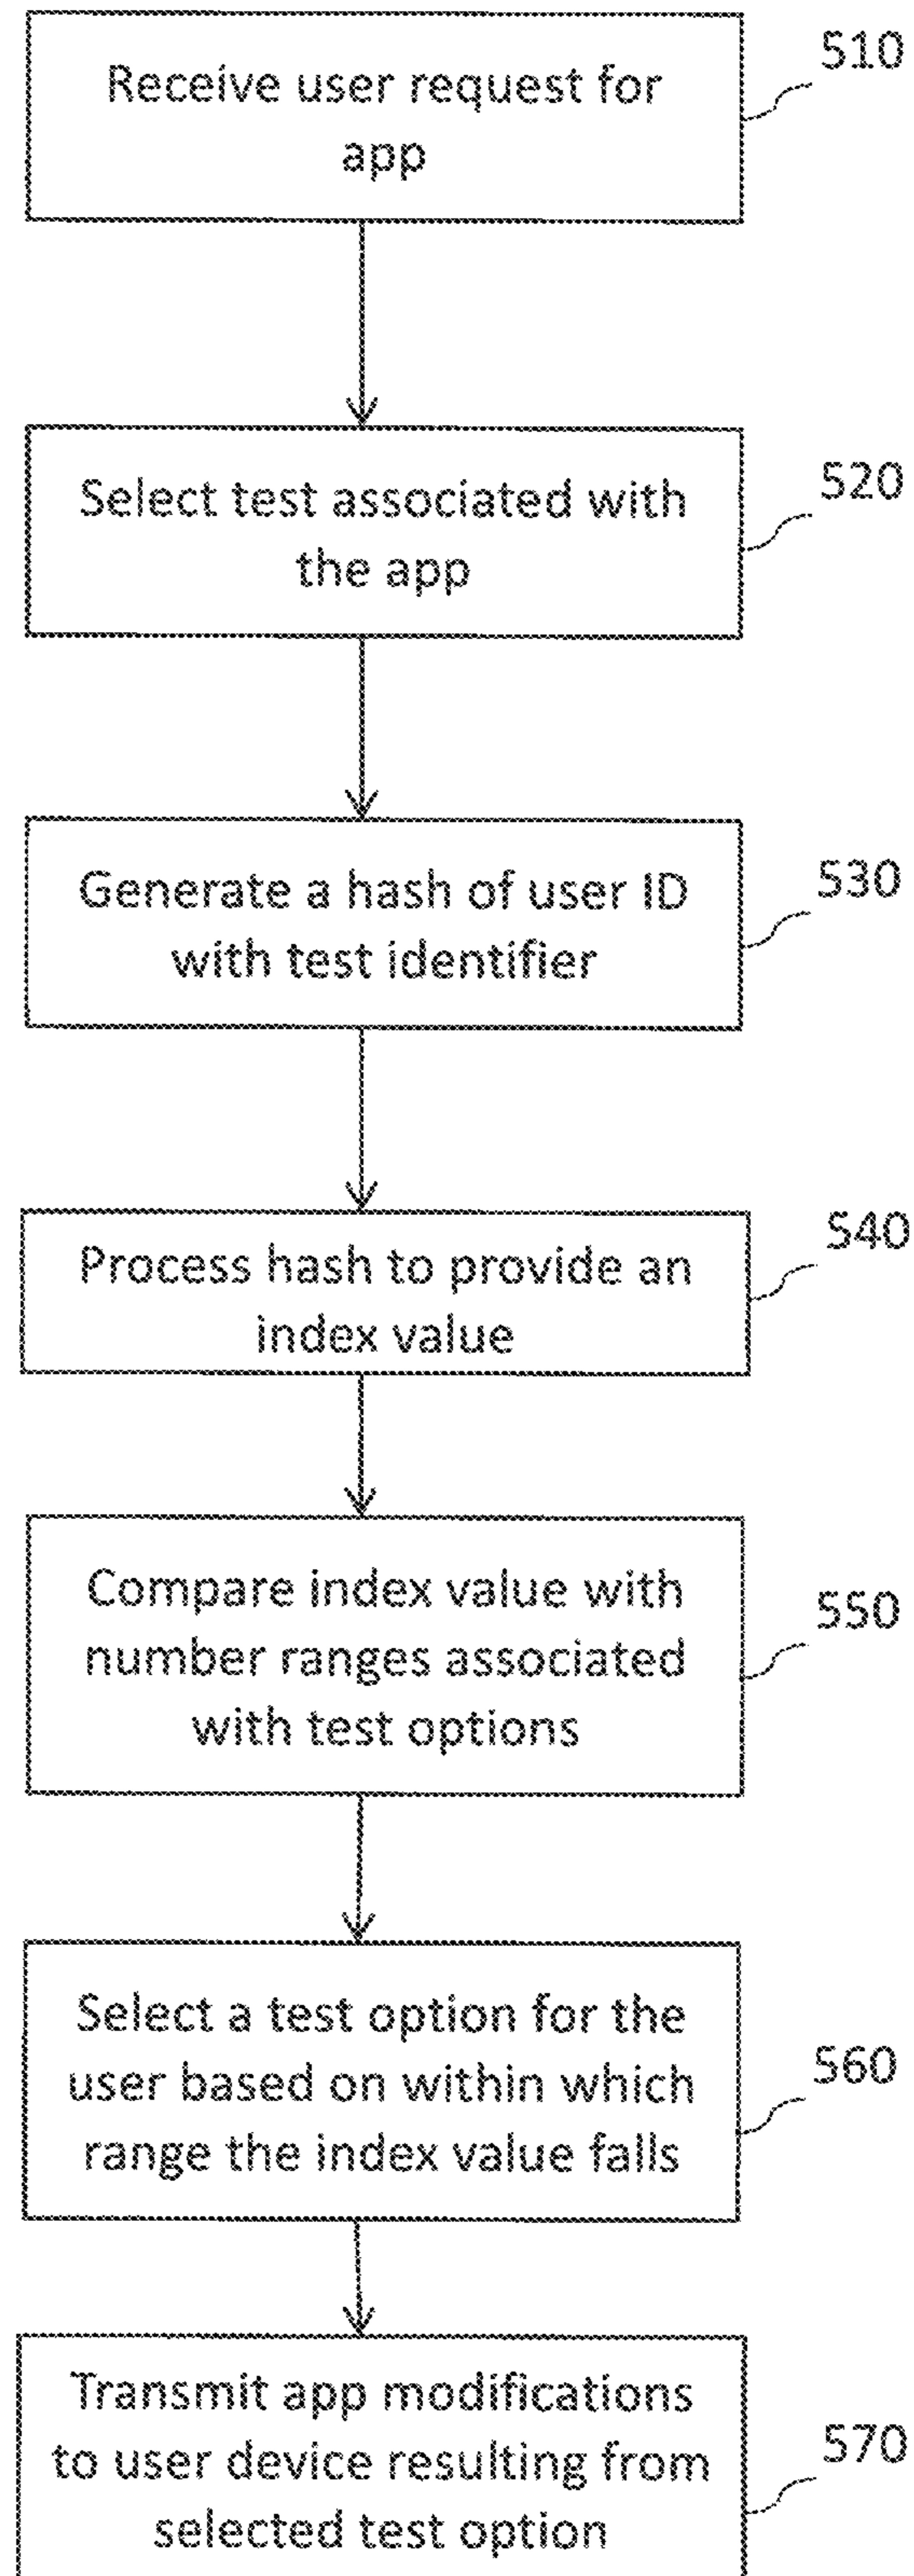 510
Receive user request for
app
520
Select test associated with
the app
530
Generate a hash of user ID
with test identifier
540
Process hash to provide an
index value
550
Compare index value with
number ranges associated
with test options
560
Select a test option for the
user based on within which
range the index value falls
570
Transmit app modifications
to user device resulting from
selected test option